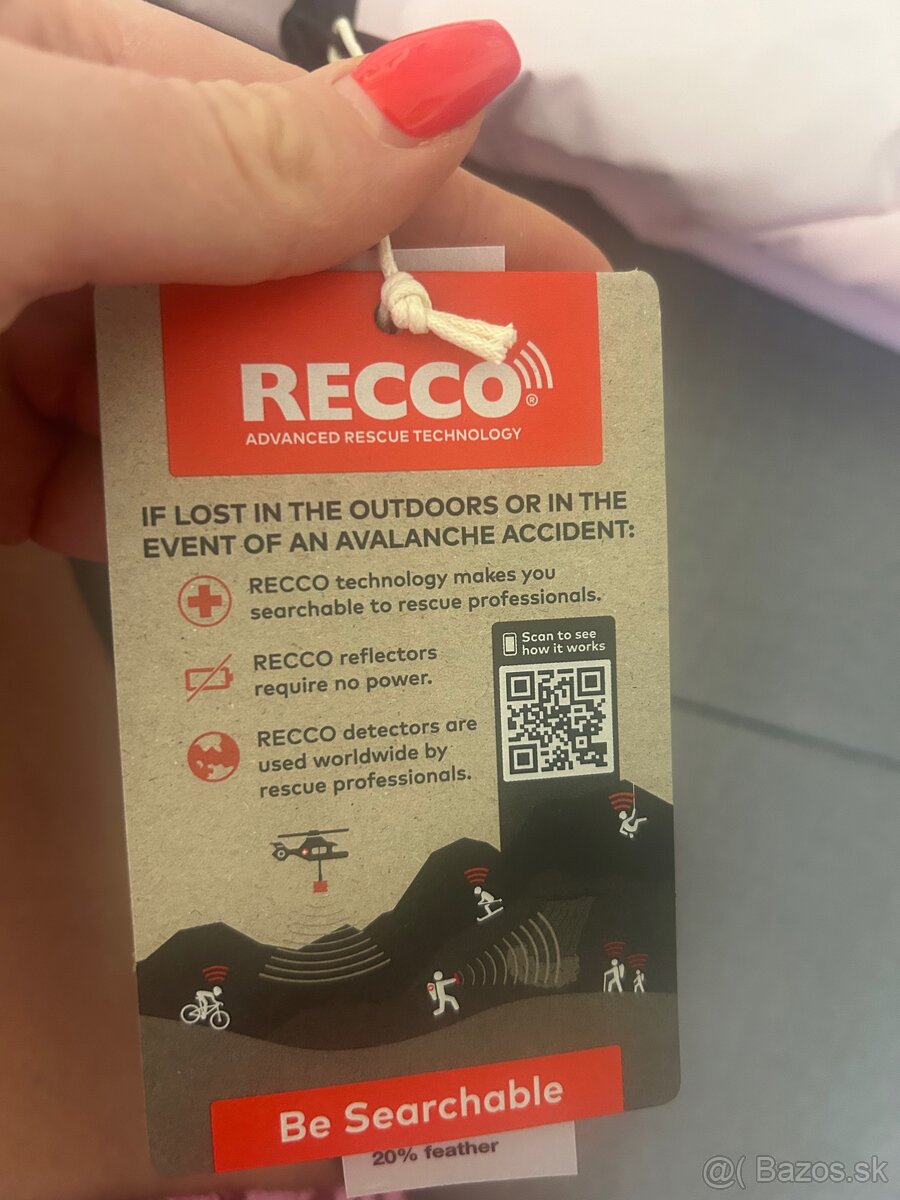 RECCO®
ADVANCED RESCUE TECHNOLOGY
IF LOST IN THE OUTDOORS OR IN THE
EVENT OF AN AVALANCHE ACCIDENT:
RECCO technology makes you
searchable to rescue professionals.
Scan to see
how it works
RECCO reflectors
require no power.
RECCO detectors are
used worldwide by
rescue professionals.
Be Searchable
20% feather
@( Bazos.sk